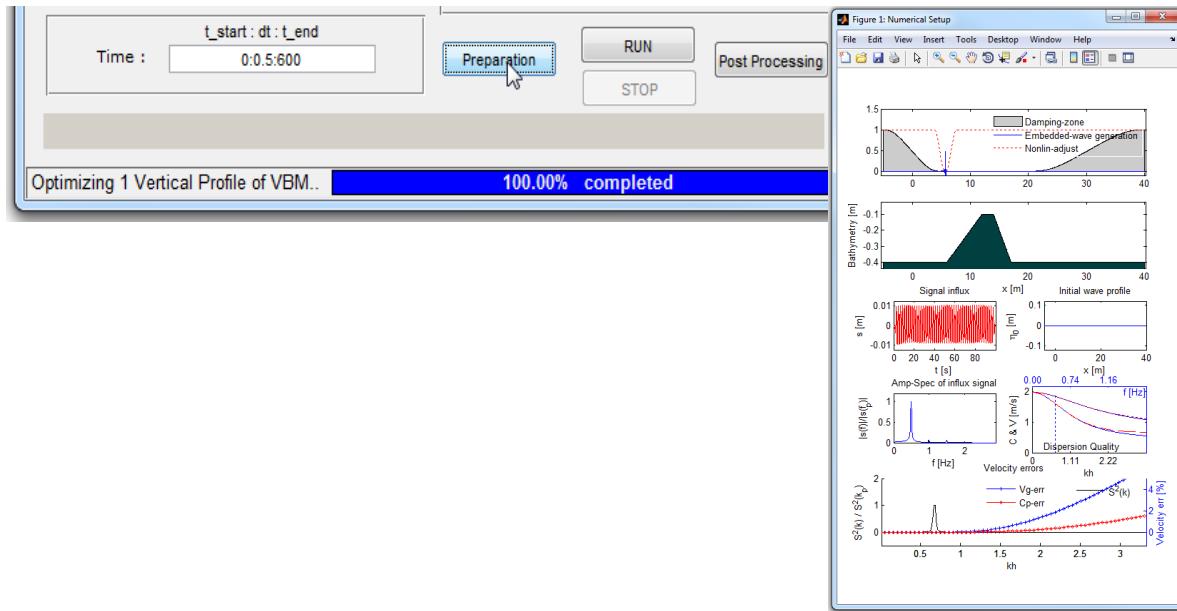 t_start : dt : t_end
Time :
0:0.5:600
Preparation
RUN
STOP
Post Processing
Optimizing 1 Vertical Profile of VBM..
100.00% completed
Figure 1: Numerical Setup
File Edit View Insert Tools Desktop Window Help
1.5
1
0.5
0
Damping-zone
Embedded-wave generation
Nonlin-adjust
0 10 20 30 40
Bathymetry [m]
-0.1
-0.2
-0.3
-0.4
0 10 20 30 40
x [m]
Signal influx
s [m]
0.01
0
-0.01
0 20 40 60 80
t [s]
Initial wave profile
η0 [m]
0.1
0
-0.1
0 20 40
x [m]
Amp-Spec of influx signal
|s(f)|/|s(fp)|
1
0.5
0
0 1 2
f [Hz]
0.00 0.74 1.16
f [Hz]
C & V [m/s]
2
1
0
Dispersion Quality
0 1.11 2.22
kh
Velocity errors
S²(k) / S²(kp)
2
1
0
Vg-err
Cp-err
S²(k)
4
2
0
Velocity err [%]
0.5 1 1.5 2 2.5 3
kh